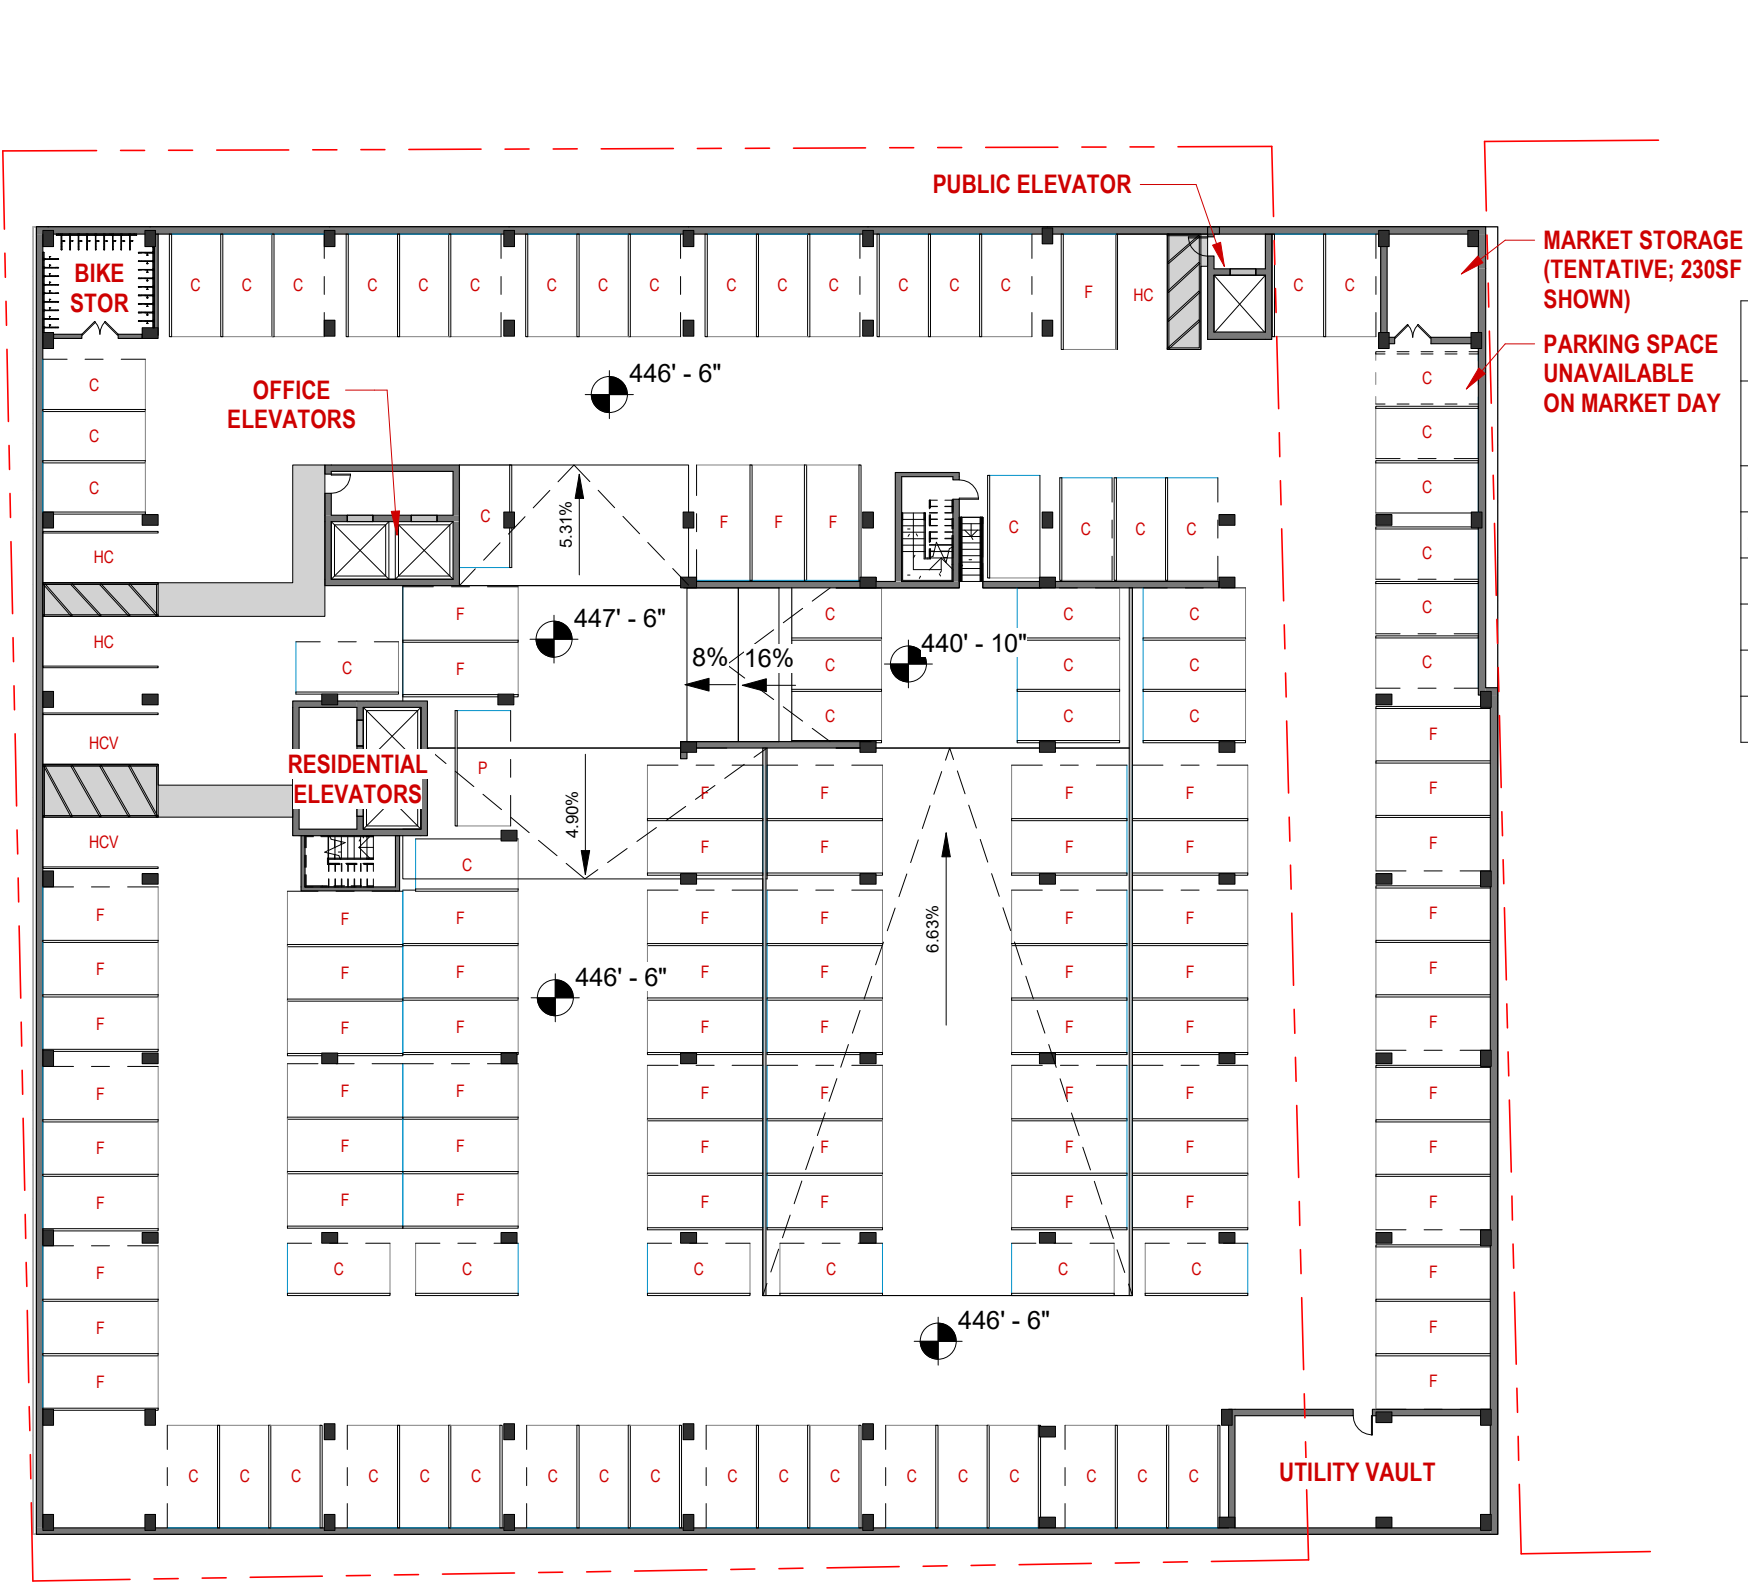 PUBLIC ELEVATOR
MARKET STORAGE
(TENTATIVE; 230SF
SHOWN)
PARKING SPACE
UNAVAILABLE
ON MARKET DAY
BIKE
STOR
C C C C C C C C C C C C C C C F HC C C
446' - 6"
OFFICE
ELEVATORS
C
C
C
HC
HC
HCV
HCV
F
F
F
F
F
F
F
F
F
C
5.31%
F F F
C
C C C
C
C
C
C
C
C
F
F
F
F
F
F
F
F
F
F
F
F
447' - 6"
F
F
C
8% 16%
440' - 10"
C C C
C C C
C C C
RESIDENTIAL
ELEVATORS
P
4.90%
C
6.63%
F F F F
F F F F
F F F F F F
F F F F F F
F F F F F F
446' - 6"
F F F F F F
F F F F F F
F F F F F F
C C C C C C
446' - 6"
C C C C C C C C C C C C C C C C C C
UTILITY VAULT